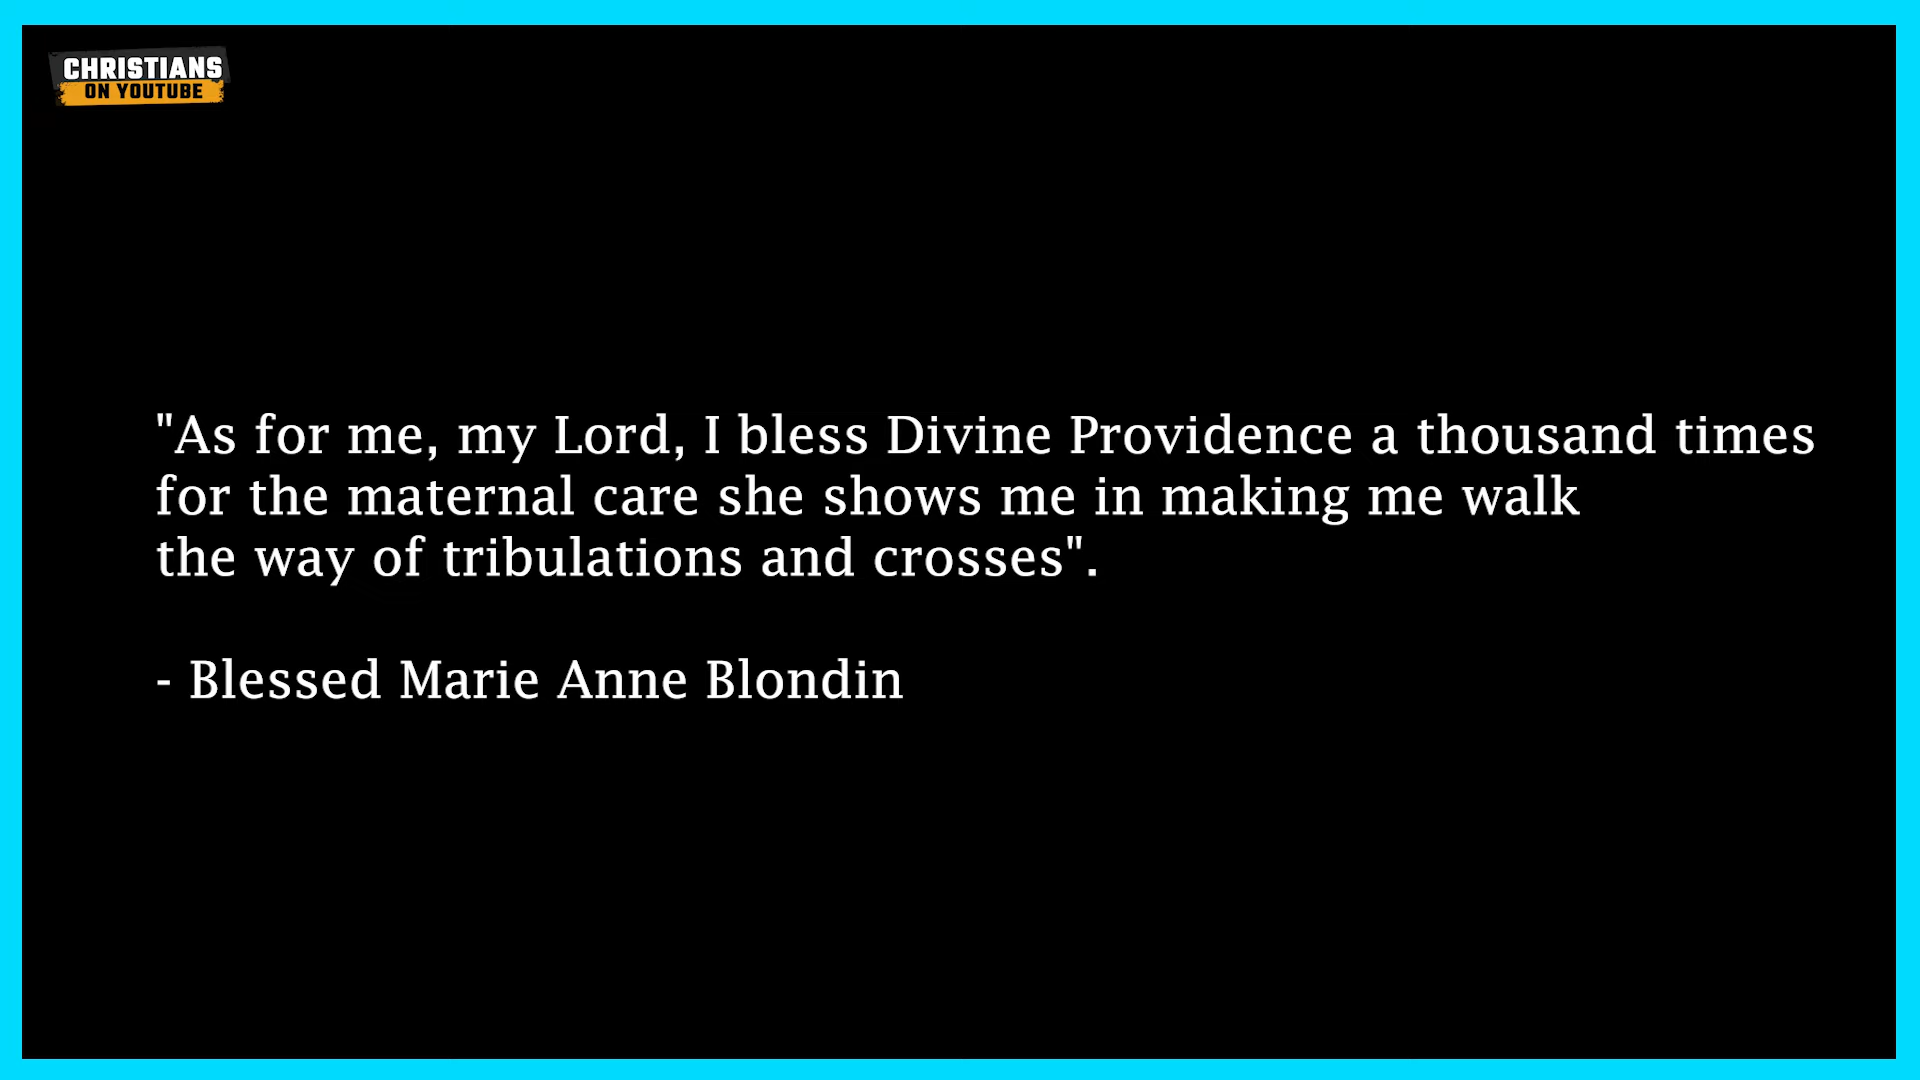 CHRISTIANS
ON YOUTUBE
"As for me, my Lord, I bless Divine Providence a thousand times
for the maternal care she shows me in making me walk
the way of tribulations and crosses".
- Blessed Marie Anne Blondin